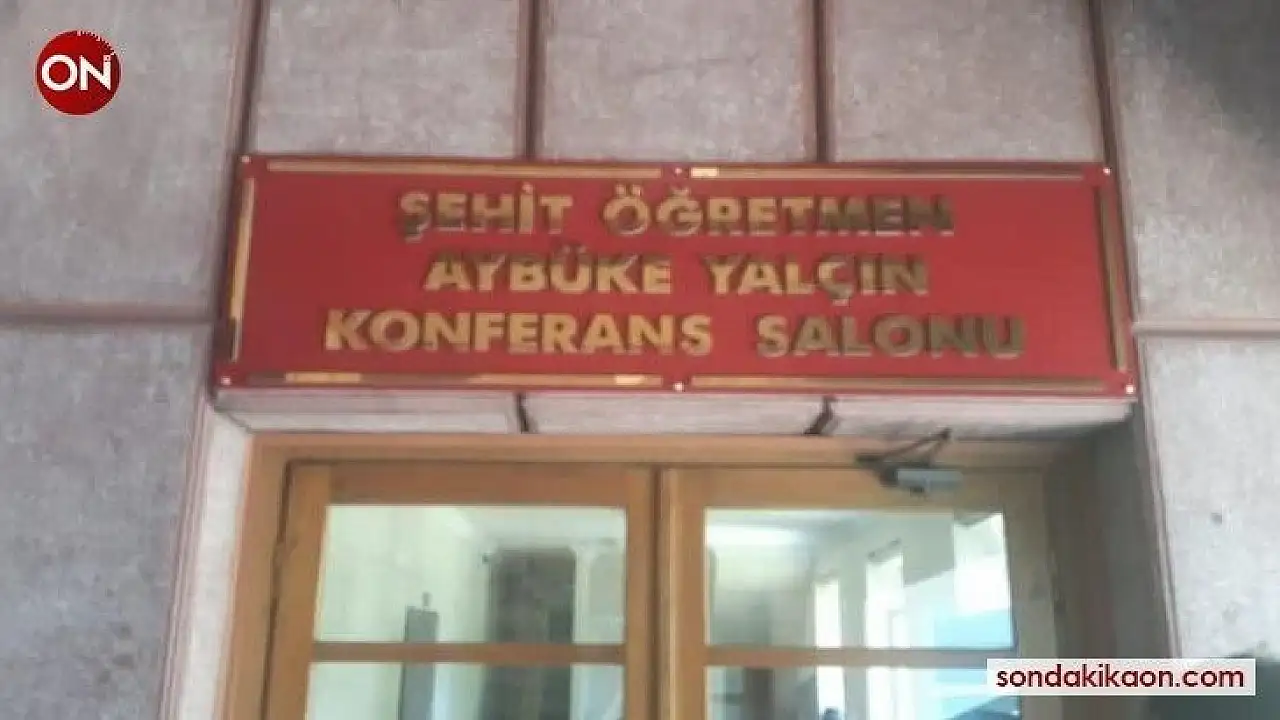 ON
ŞEHİT ÖĞRETMEN
AYBÜKE YALÇIN
KONFERANS SALONU
sondakikaon.com